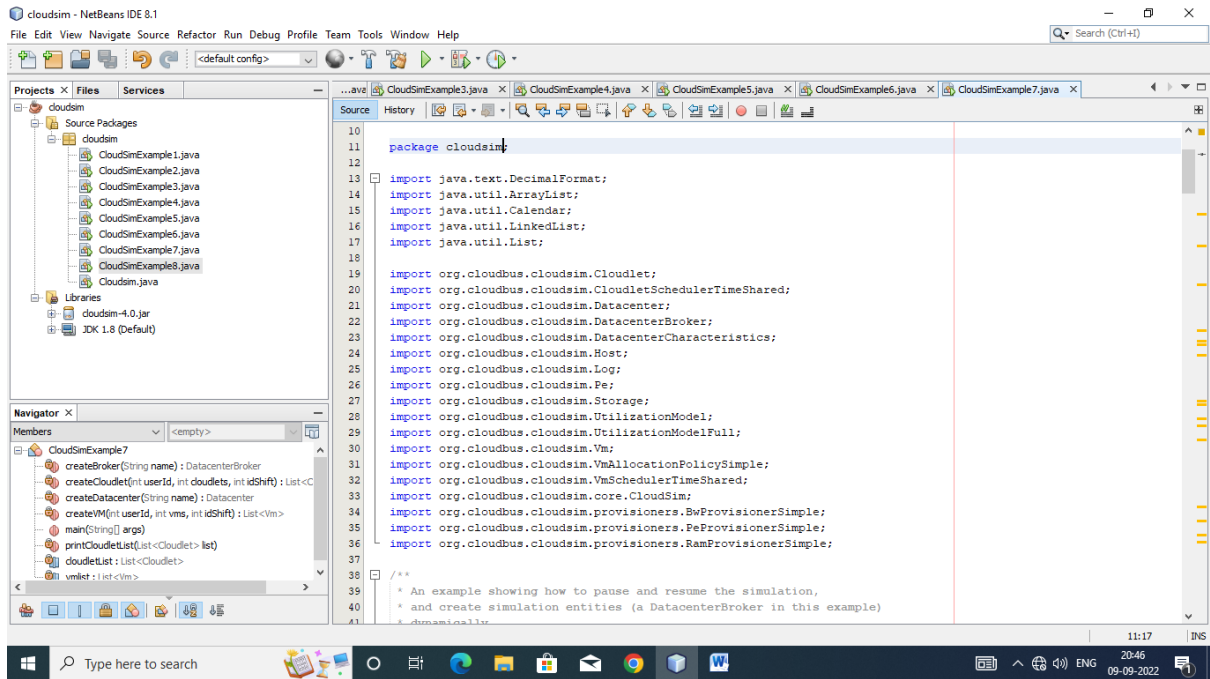 cloudsim - NetBeans IDE 8.1
File Edit View Navigate Source Refactor Run Debug Profile Team Tools Window Help
Search (Ctrl+I)
<default config>
Projects Files Services
cloudsim
Source Packages
cloudsim
CloudSimExample1.java
CloudSimExample2.java
CloudSimExample3.java
CloudSimExample4.java
CloudSimExample5.java
CloudSimExample6.java
CloudSimExample7.java
CloudSimExample8.java
Cloudsim.java
Libraries
cloudsim-4.0.jar
JDK 1.8 (Default)
Navigator
Members <empty>
CloudSimExample7
createBroker(String name) : DatacenterBroker
createCloudlet(int userId, int cloudlets, int idShift) : List<C
createDatacenter(String name) : Datacenter
createVM(int userId, int vms, int idShift) : List<Vm>
main(String[] args)
printCloudletList(List<Cloudlet> list)
cloudletList : List<Cloudlet>
vmlist : List<Vm>
...ava CloudSimExample3.java CloudSimExample4.java CloudSimExample5.java CloudSimExample6.java CloudSimExample7.java
Source History
10
11 package cloudsim;
12
13 import java.text.DecimalFormat;
14 import java.util.ArrayList;
15 import java.util.Calendar;
16 import java.util.LinkedList;
17 import java.util.List;
18
19 import org.cloudbus.cloudsim.Cloudlet;
20 import org.cloudbus.cloudsim.CloudletSchedulerTimeShared;
21 import org.cloudbus.cloudsim.Datacenter;
22 import org.cloudbus.cloudsim.DatacenterBroker;
23 import org.cloudbus.cloudsim.DatacenterCharacteristics;
24 import org.cloudbus.cloudsim.Host;
25 import org.cloudbus.cloudsim.Log;
26 import org.cloudbus.cloudsim.Pe;
27 import org.cloudbus.cloudsim.Storage;
28 import org.cloudbus.cloudsim.UtilizationModel;
29 import org.cloudbus.cloudsim.UtilizationModelFull;
30 import org.cloudbus.cloudsim.Vm;
31 import org.cloudbus.cloudsim.VmAllocationPolicySimple;
32 import org.cloudbus.cloudsim.VmSchedulerTimeShared;
33 import org.cloudbus.cloudsim.core.CloudSim;
34 import org.cloudbus.cloudsim.provisioners.BwProvisionerSimple;
35 import org.cloudbus.cloudsim.provisioners.PeProvisionerSimple;
36 import org.cloudbus.cloudsim.provisioners.RamProvisionerSimple;
37
38 /**
39 * An example showing how to pause and resume the simulation,
40 * and create simulation entities (a DatacenterBroker in this example)
41 * dynamically
11:17 INS
Type here to search
ENG
20:46
09-09-2022